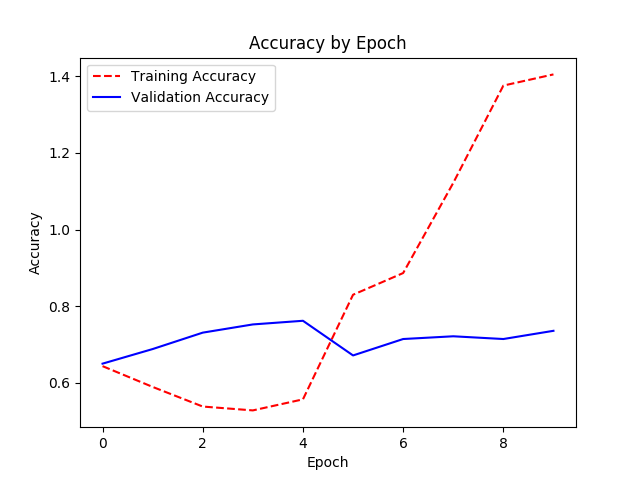 Accuracy by Epoch
Training Accuracy
Validation Accuracy
1.4
1.2
1.0
0.8
0.6
Accuracy
0 2 4 6 8
Epoch